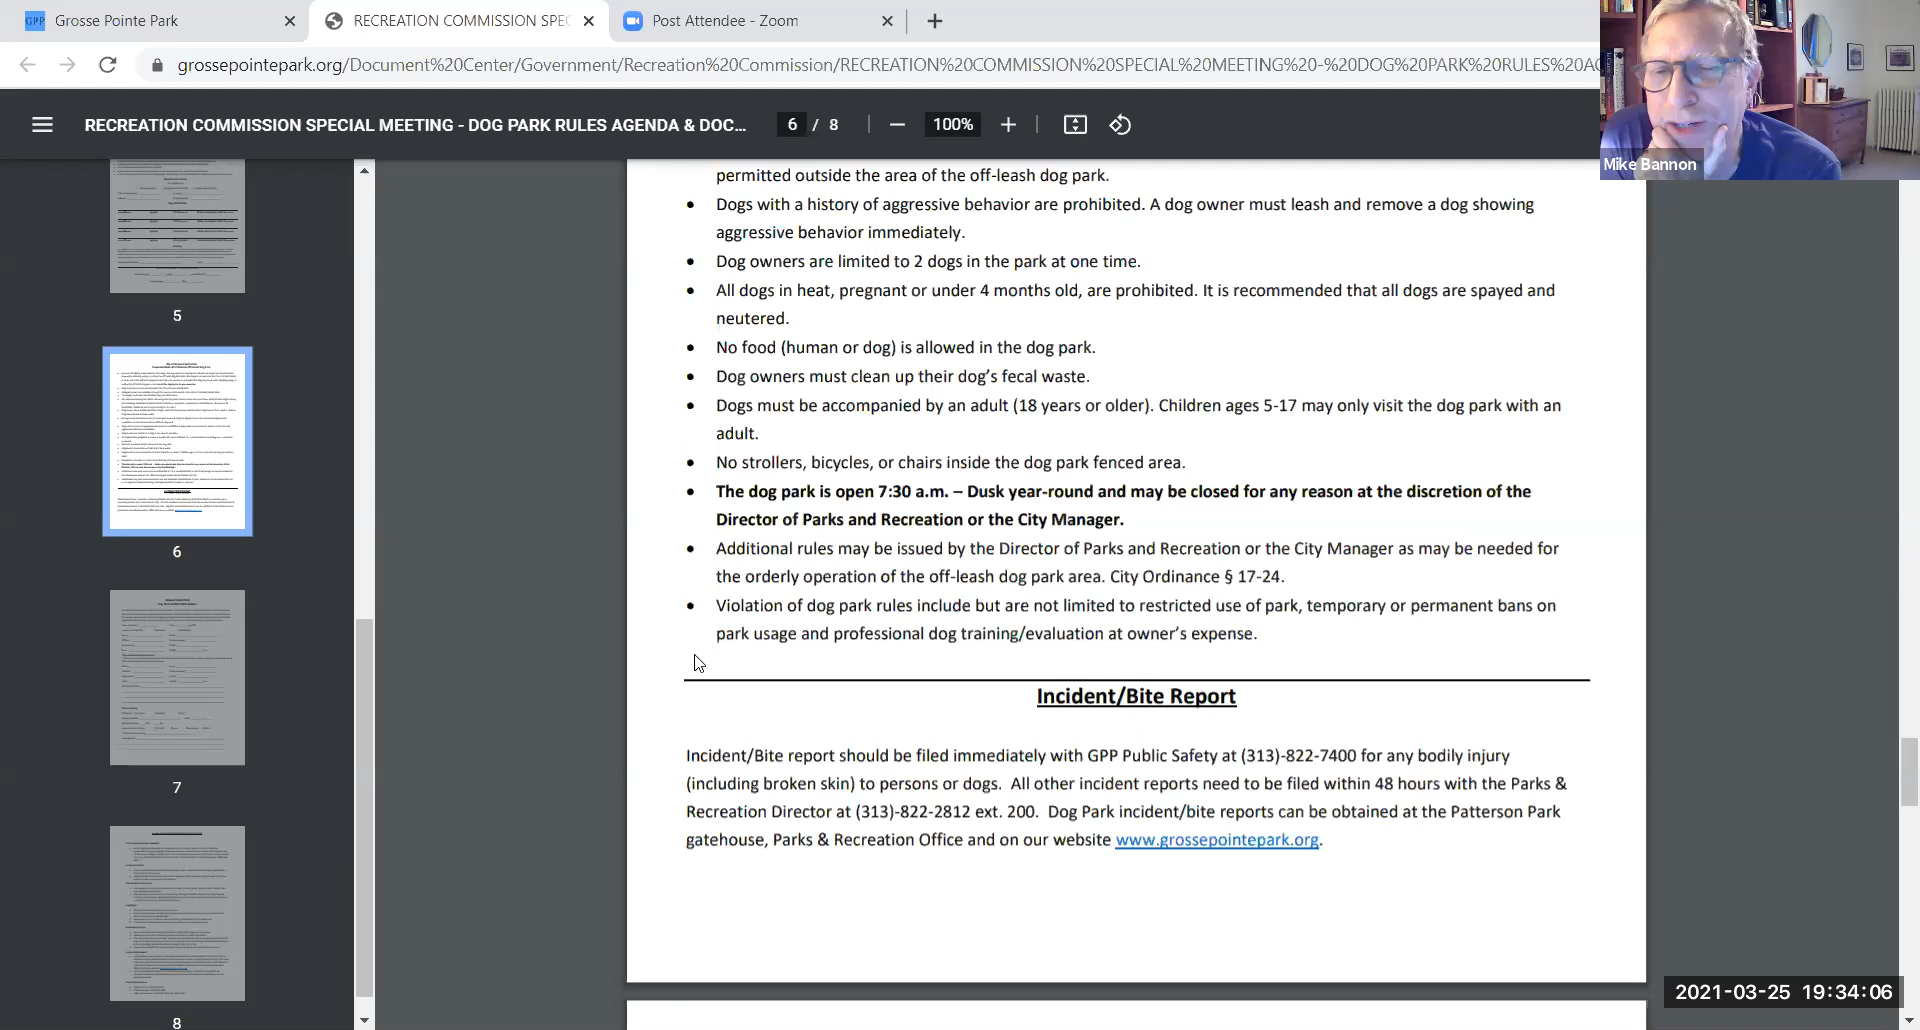 GPP Grosse Pointe Park
RECREATION COMMISSION SPEC
Post Attendee - Zoom
grossepointepark.org/Document%20Center/Government/Recreation%20Commission/RECREATION%20COMMISSION%20SPECIAL%20MEETING%20-%20DOG%20PARK%20RULES%20AG
RECREATION COMMISSION SPECIAL MEETING - DOG PARK RULES AGENDA & DOC...
6 / 8
100%
Mike Bannon
5
6
7
8
permitted outside the area of the off-leash dog park.
• Dogs with a history of aggressive behavior are prohibited. A dog owner must leash and remove a dog showing
aggressive behavior immediately.
• Dog owners are limited to 2 dogs in the park at one time.
• All dogs in heat, pregnant or under 4 months old, are prohibited. It is recommended that all dogs are spayed and
neutered.
• No food (human or dog) is allowed in the dog park.
• Dog owners must clean up their dog's fecal waste.
• Dogs must be accompanied by an adult (18 years or older). Children ages 5-17 may only visit the dog park with an
adult.
• No strollers, bicycles, or chairs inside the dog park fenced area.
• The dog park is open 7:30 a.m. – Dusk year-round and may be closed for any reason at the discretion of the
Director of Parks and Recreation or the City Manager.
• Additional rules may be issued by the Director of Parks and Recreation or the City Manager as may be needed for
the orderly operation of the off-leash dog park area. City Ordinance § 17-24.
• Violation of dog park rules include but are not limited to restricted use of park, temporary or permanent bans on
park usage and professional dog training/evaluation at owner's expense.
Incident/Bite Report
Incident/Bite report should be filed immediately with GPP Public Safety at (313)-822-7400 for any bodily injury
(including broken skin) to persons or dogs. All other incident reports need to be filed within 48 hours with the Parks &
Recreation Director at (313)-822-2812 ext. 200. Dog Park incident/bite reports can be obtained at the Patterson Park
gatehouse, Parks & Recreation Office and on our website www.grossepointepark.org.
2021-03-25 19:34:06